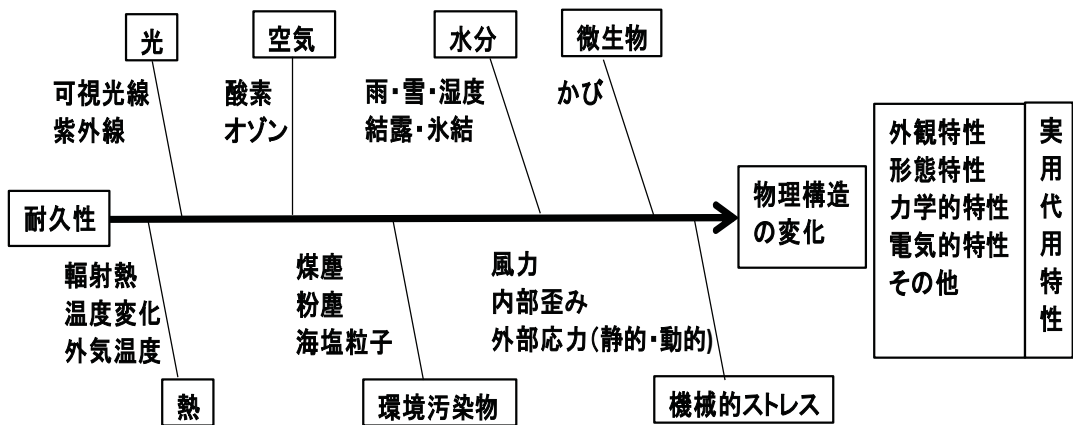 光
空気
水分
微生物
可視光線
紫外線
酸素
オゾン
雨・雪・湿度
結露・氷結
かび
耐久性
物理構造
の変化
外観特性
形態特性
力学的特性
電気的特性
その他
実用代用特性
輻射熱
温度変化
外気温度
煤塵
粉塵
海塩粒子
風力
内部歪み
外部応力(静的・動的)
熱
環境汚染物
機械的ストレス